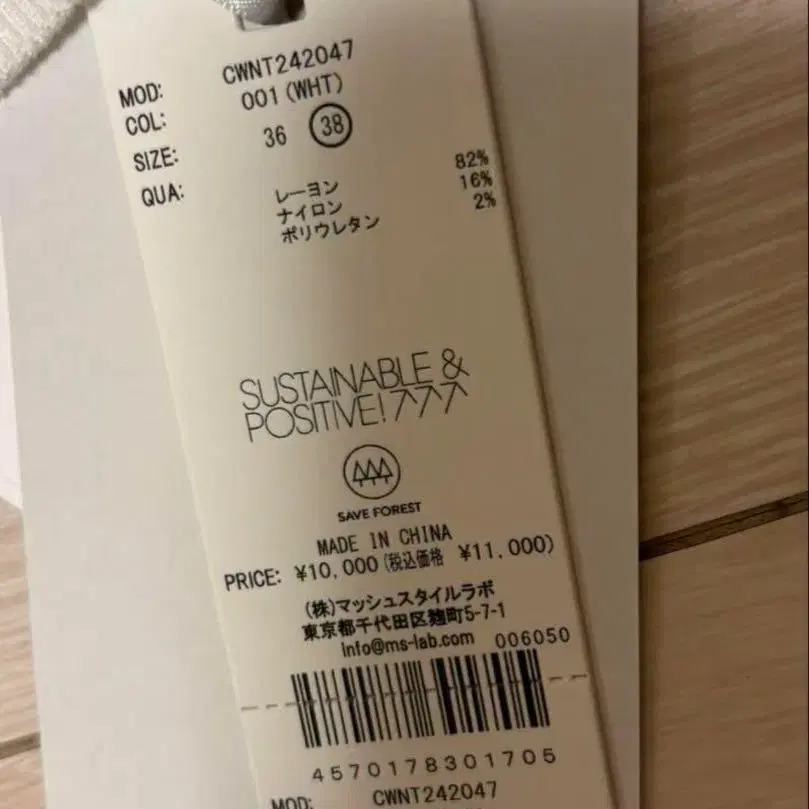 MOD: CWNT242047
COL: 001 (WHT)
SIZE: 36 38
QUA: レーヨン 82%
ナイロン 16%
ポリウレタン 2%
SUSTAINABLE &
POSITIVE!
SAVE FOREST
MADE IN CHINA
PRICE: ¥10,000 (税込価格 ¥11,000)
(株)マッシュスタイルラボ
東京都千代田区麹町5-7-1
Info@ms-lab.com 006050
4570178301705
MOD: CWNT242047